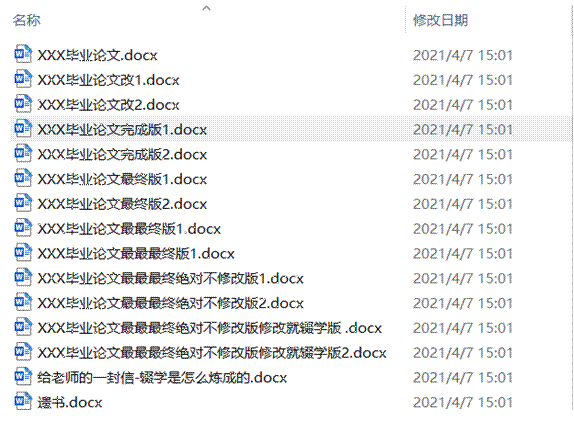 名称 修改日期
XXX毕业论文.docx 2021/4/7 15:01
XXX毕业论文改1.docx 2021/4/7 15:01
XXX毕业论文改2.docx 2021/4/7 15:01
XXX毕业论文完成版1.docx 2021/4/7 15:01
XXX毕业论文完成版2.docx 2021/4/7 15:01
XXX毕业论文最终版1.docx 2021/4/7 15:01
XXX毕业论文最终版2.docx 2021/4/7 15:01
XXX毕业论文最最终版1.docx 2021/4/7 15:01
XXX毕业论文最最最终版1.docx 2021/4/7 15:01
XXX毕业论文最最最终绝对不修改版1.docx 2021/4/7 15:01
XXX毕业论文最最最终绝对不修改版2.docx 2021/4/7 15:01
XXX毕业论文最最最终绝对不修改版修改就辍学版 .docx 2021/4/7 15:01
XXX毕业论文最最最终绝对不修改版修改就辍学版2.docx 2021/4/7 15:01
给老师的一封信-辍学是怎么炼成的.docx 2021/4/7 15:01
遗书.docx 2021/4/7 15:01